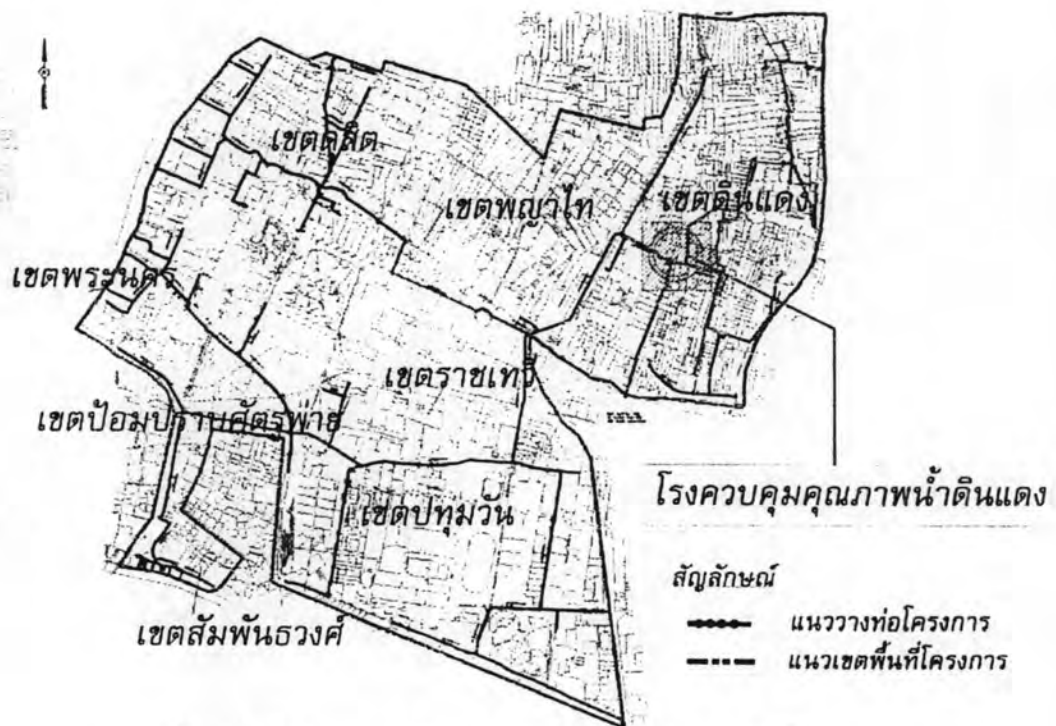 เขตดุสิต
เขตพญาไท
เขตดินแดง
เขตพระนคร
เขตราชเทวี
เขตป้อมปราบศัตรูพ่าย
เขตปทุมวัน
โรงควบคุมคุณภาพน้ำดินแดง
เขตสัมพันธวงศ์
สัญลักษณ์
แนววางท่อโครงการ
แนวเขตพื้นที่โครงการ